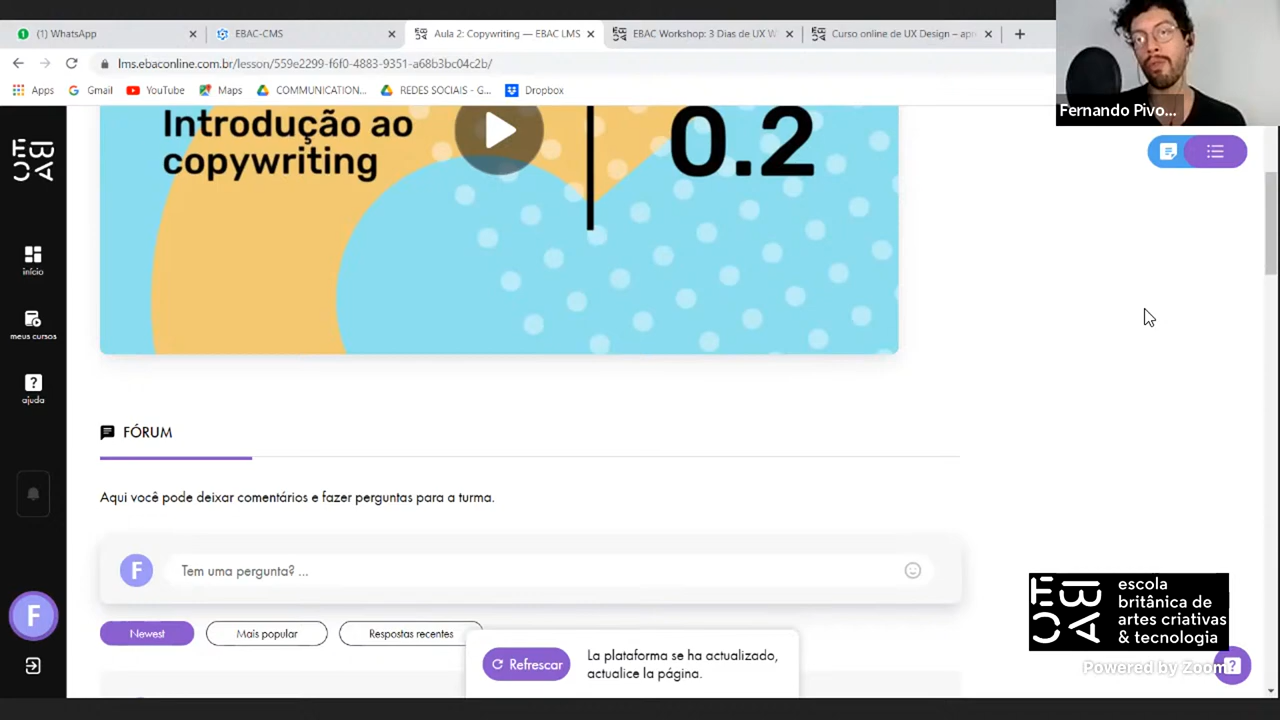 (1) WhatsApp
EBAC-CMS
Aula 2: Copywriting — EBAC LMS
EBAC Workshop: 3 Dias de UX W
Curso online de UX Design – apr
lms.ebaconline.com.br/lesson/559e2299-f6f0-4883-9351-a68b3bc04c2b/
Apps
Gmail
YouTube
Maps
COMMUNICATION...
REDES SOCIAIS - G...
Dropbox
Fernando Pivo...
Introdução ao
copywriting
0.2
EBAC
início
meus cursos
ajuda
FÓRUM
Aqui você pode deixar comentários e fazer perguntas para a turma.
F
Tem uma pergunta? ...
Newest
Mais popular
Respostas recentes
F
Refrescar
La plataforma se ha actualizado,
actualice la página.
EBAC
escola
britânica de
artes criativas
& tecnologia
Powered by Zoom